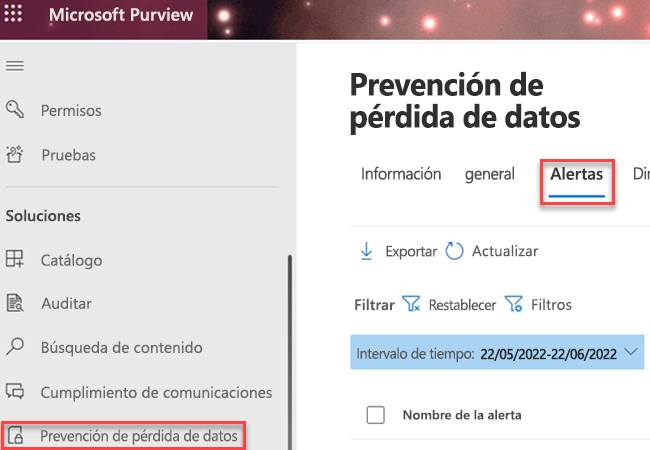 Microsoft Purview
Permisos
Pruebas
Soluciones
Catálogo
Auditar
Búsqueda de contenido
Cumplimiento de comunicaciones
Prevención de pérdida de datos
Prevención de
pérdida de datos
Información general Alertas Dir
Exportar Actualizar
Filtrar Restablecer Filtros
Intervalo de tiempo: 22/05/2022-22/06/2022
Nombre de la alerta